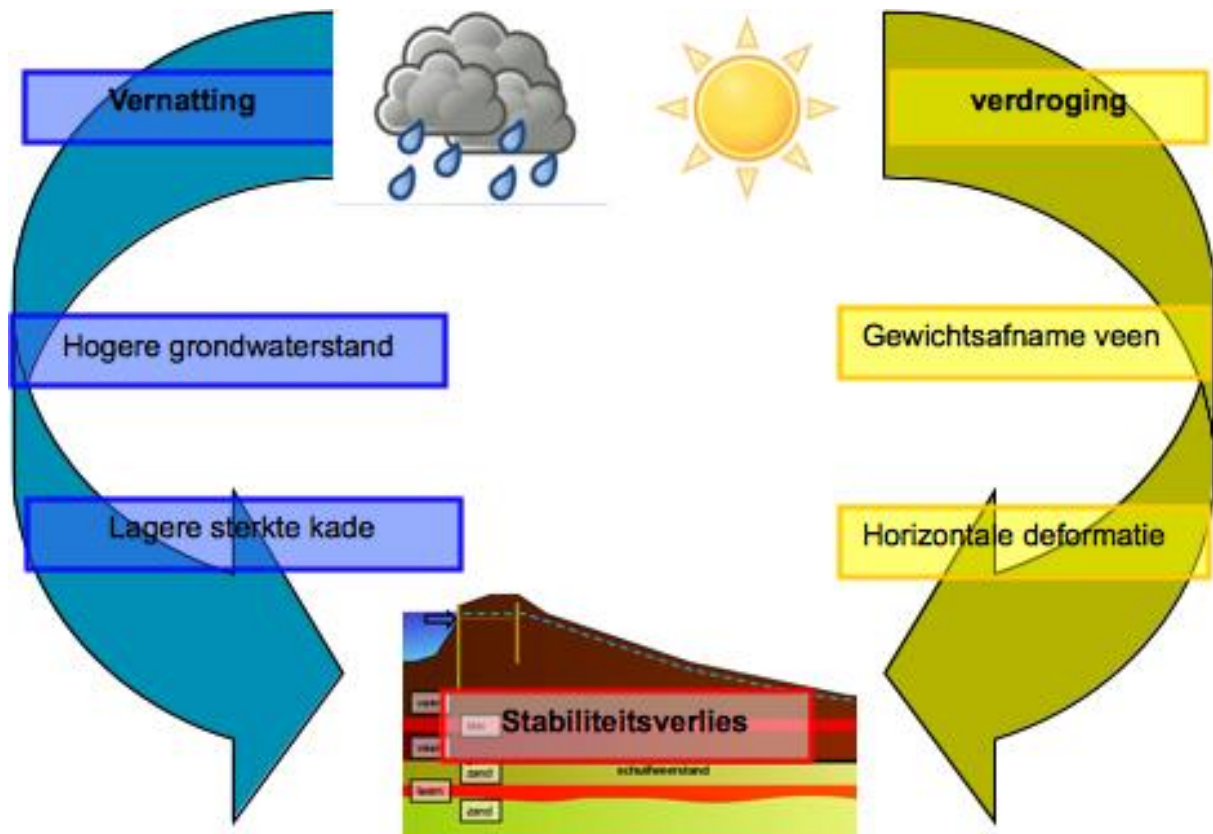 Vernatting
verdroging
Hogere grondwaterstand
Gewichtsafname veen
Lagere sterkte kade
Horizontale deformatie
Stabiliteitsverlies
zand
schuifweerstand
zand